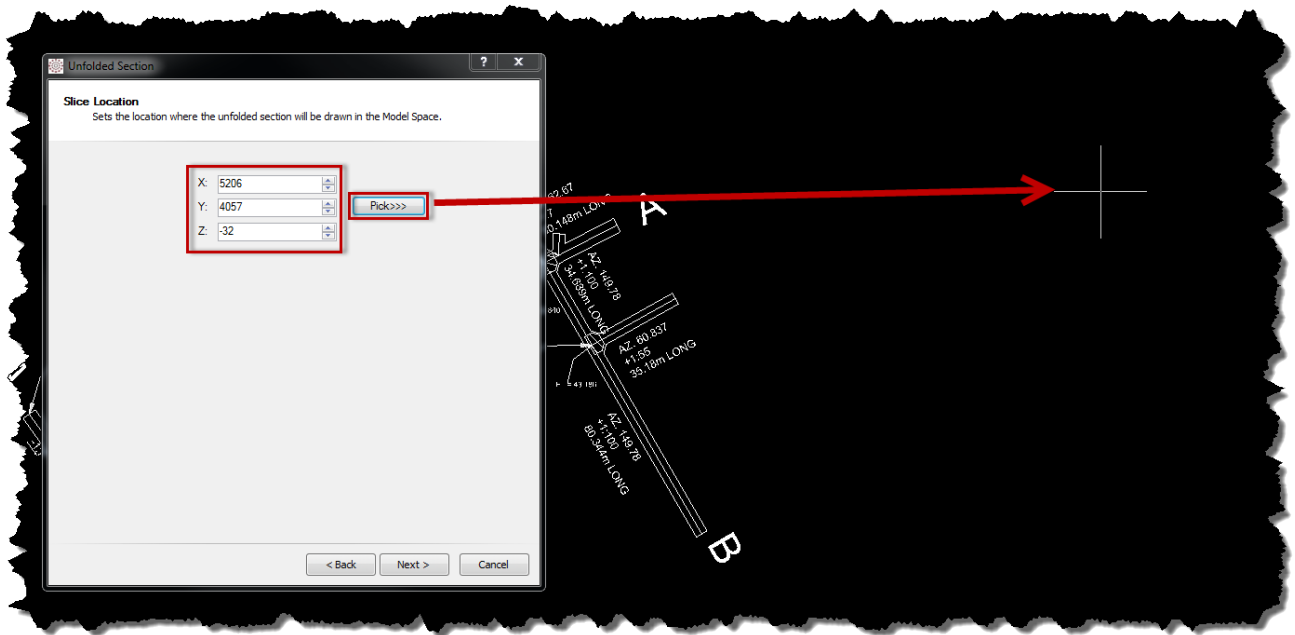 Unfolded Section
? X
Slice Location
Sets the location where the unfolded section will be drawn in the Model Space.
X: 5206
Y: 4057
Z: -32
Pick>>>
A
AZ. 149.78
+1:100
34.689m LONG
AZ. 60.837
+1:55
35.18m LONG
AZ. 149.78
+1:100
80.344m LONG
B
< Back
Next >
Cancel